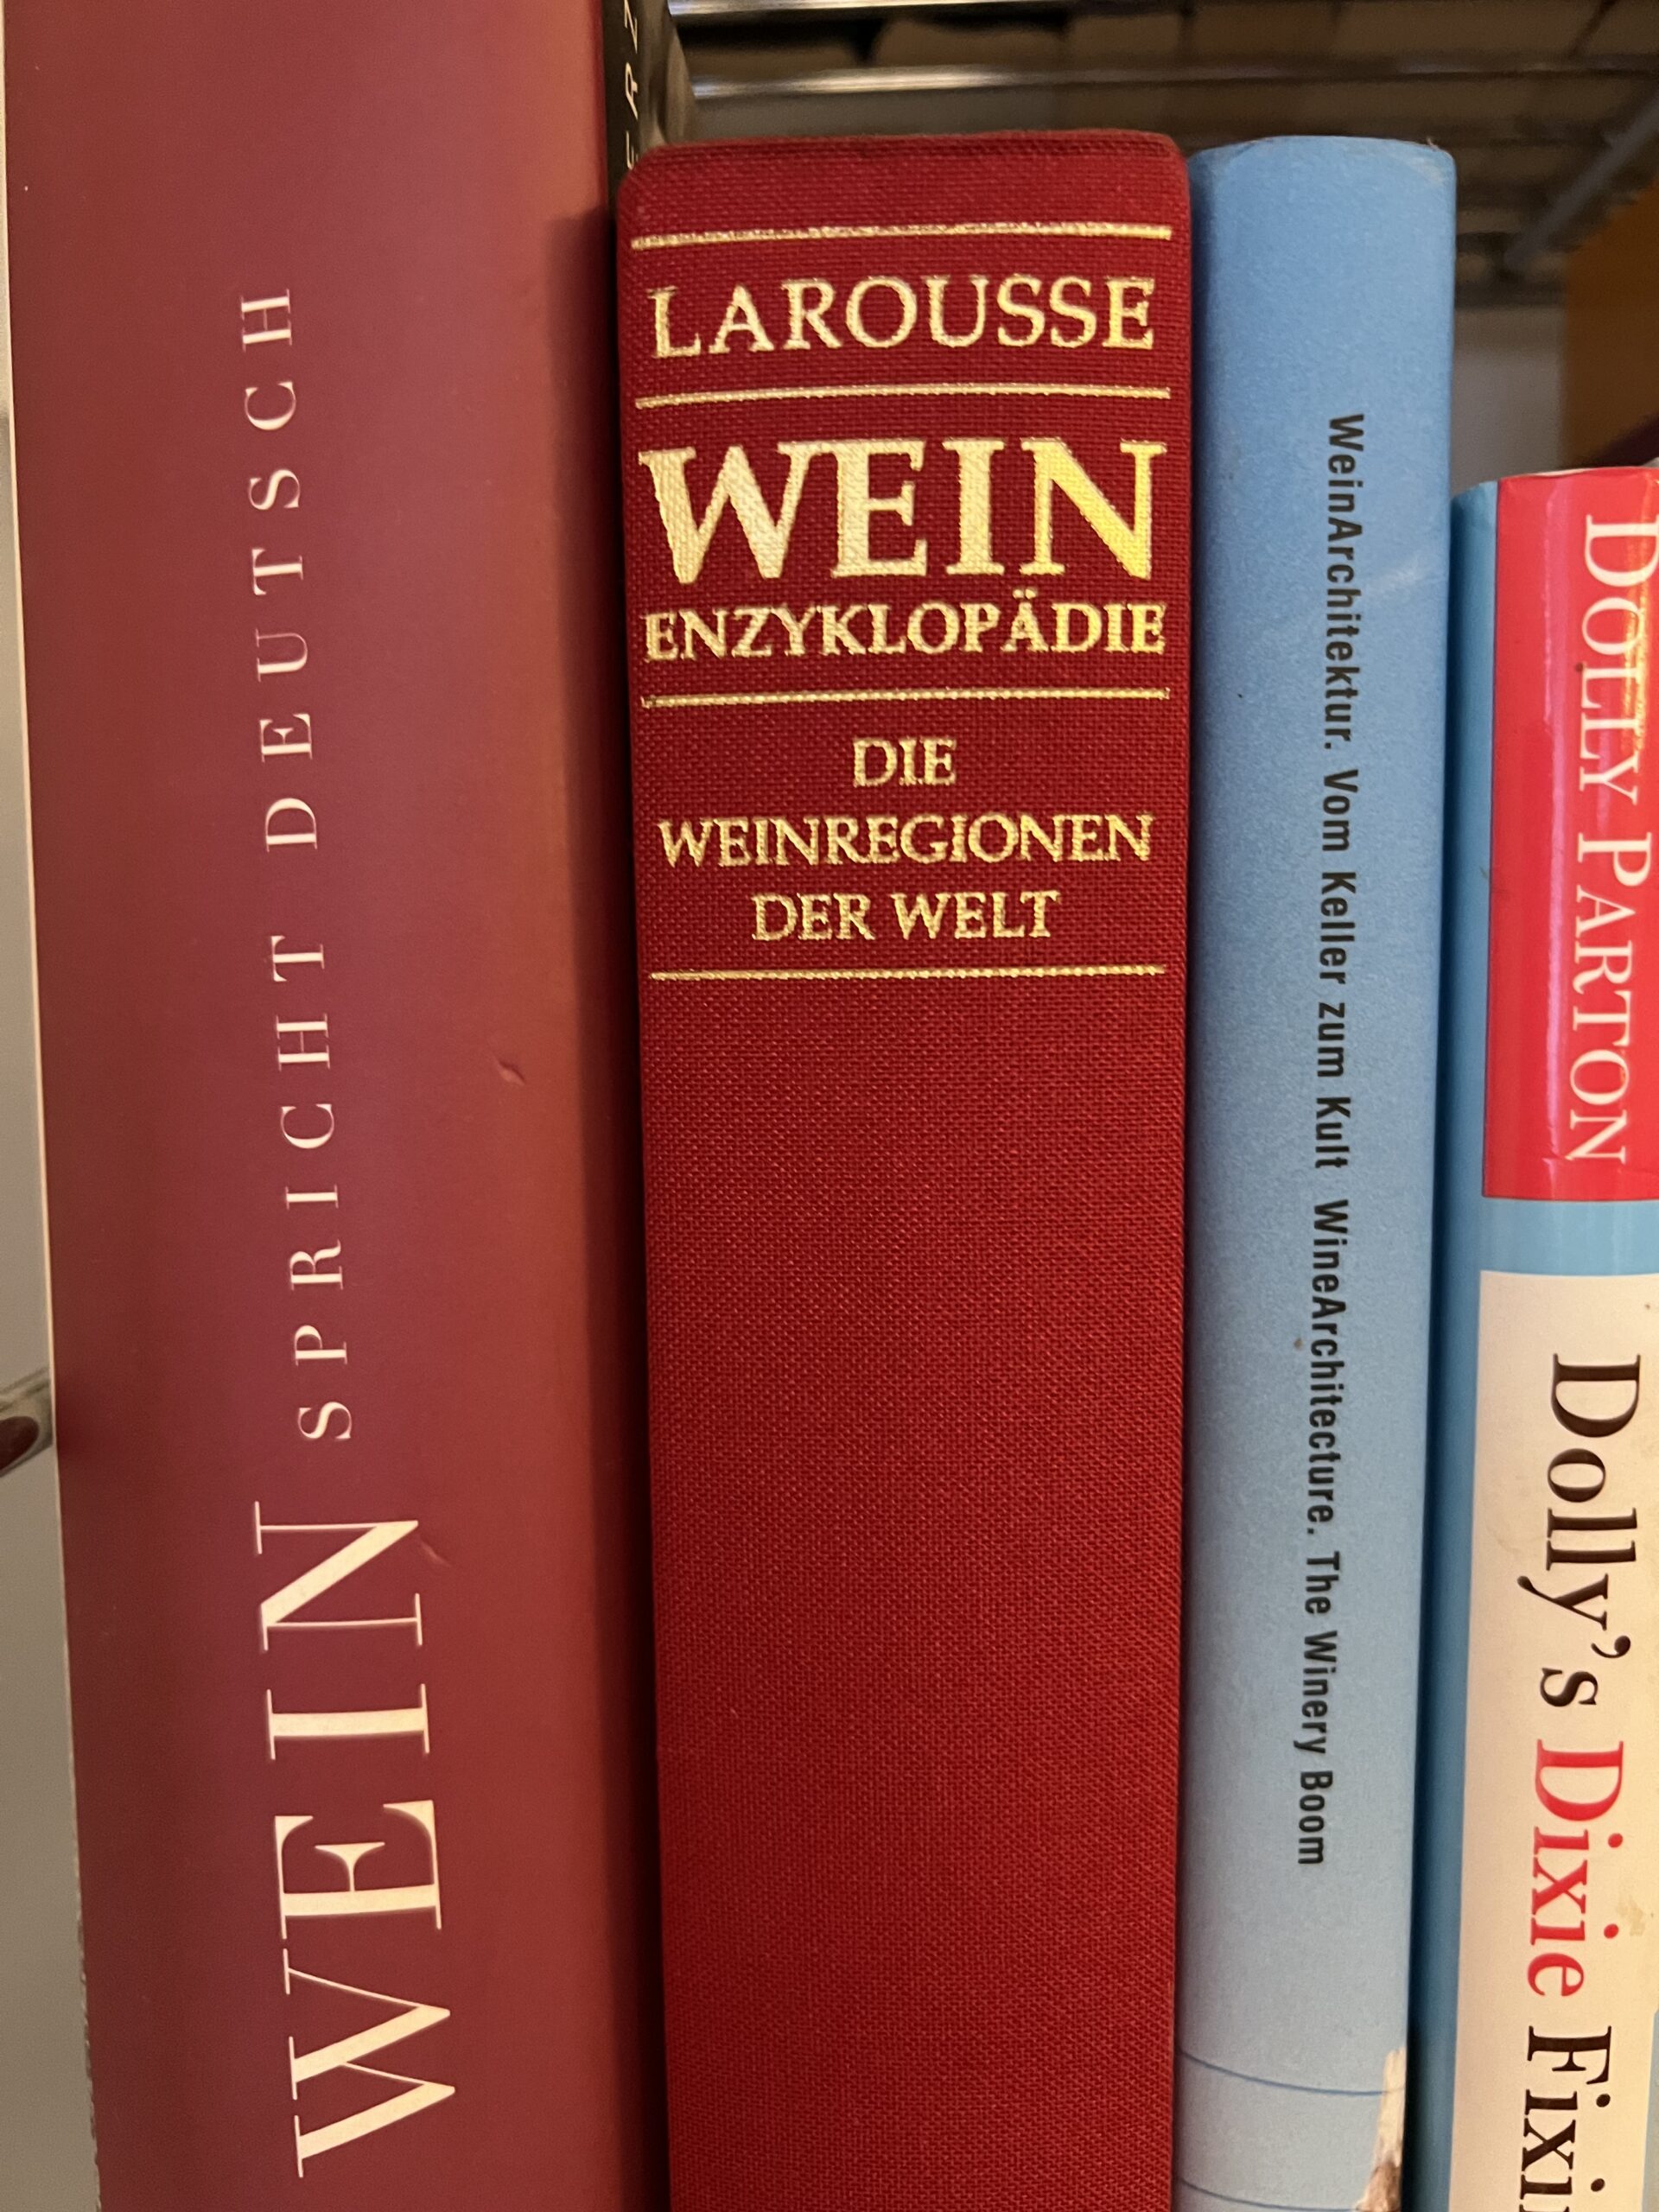 WEIN SPRICHT DEUTSCH
LAROUSSE
WEIN
ENZYKLOPÄDIE
DIE
WEINREGIONEN
DER WELT
WeinArchitektur. Vom Keller zum Kult WineArchitecture. The Winery Boom
DOLLY PARTON
Dolly's Dixie